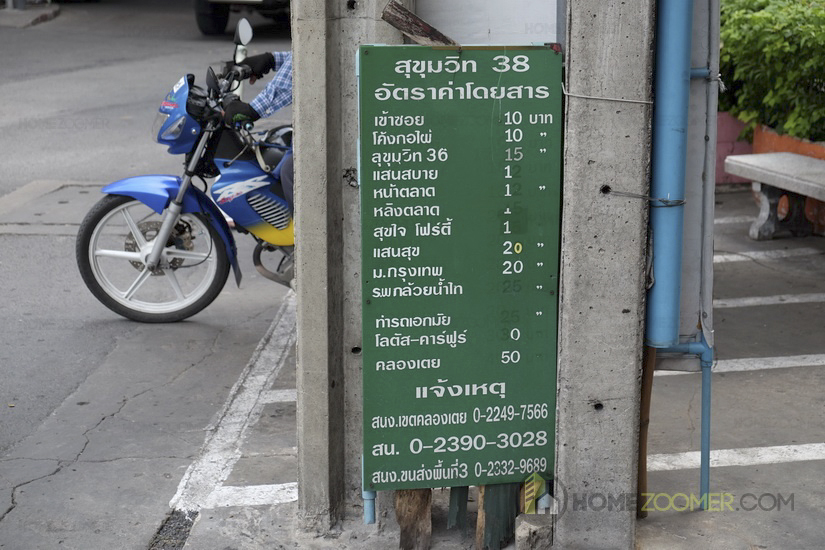 สุขุมวิท 38
อัตราค่าโดยสาร
เข้าซอย 10 บาท
โค้งกอไผ่ 10 "
สุขุมวิท 36 15 "
แสนสบาย 1
หน้าตลาด 1 "
หลังตลาด
สุขใจ โฟร์ตี้ 1
แสนสุข 20 "
ม.กรุงเทพ 20 "
รพ.กล้วยน้ำไท 25 "
ท่ารถเอกมัย 25 "
โลตัส-คาร์ฟูร์ 0
คลองเตย 50
แจ้งเหตุ
สนง.เขตคลองเตย 0-2249-7566
สน. 0-2390-3028
สนง.ขนส่งพื้นที่3 0-2332-9689
HOMEZOOMER.COM